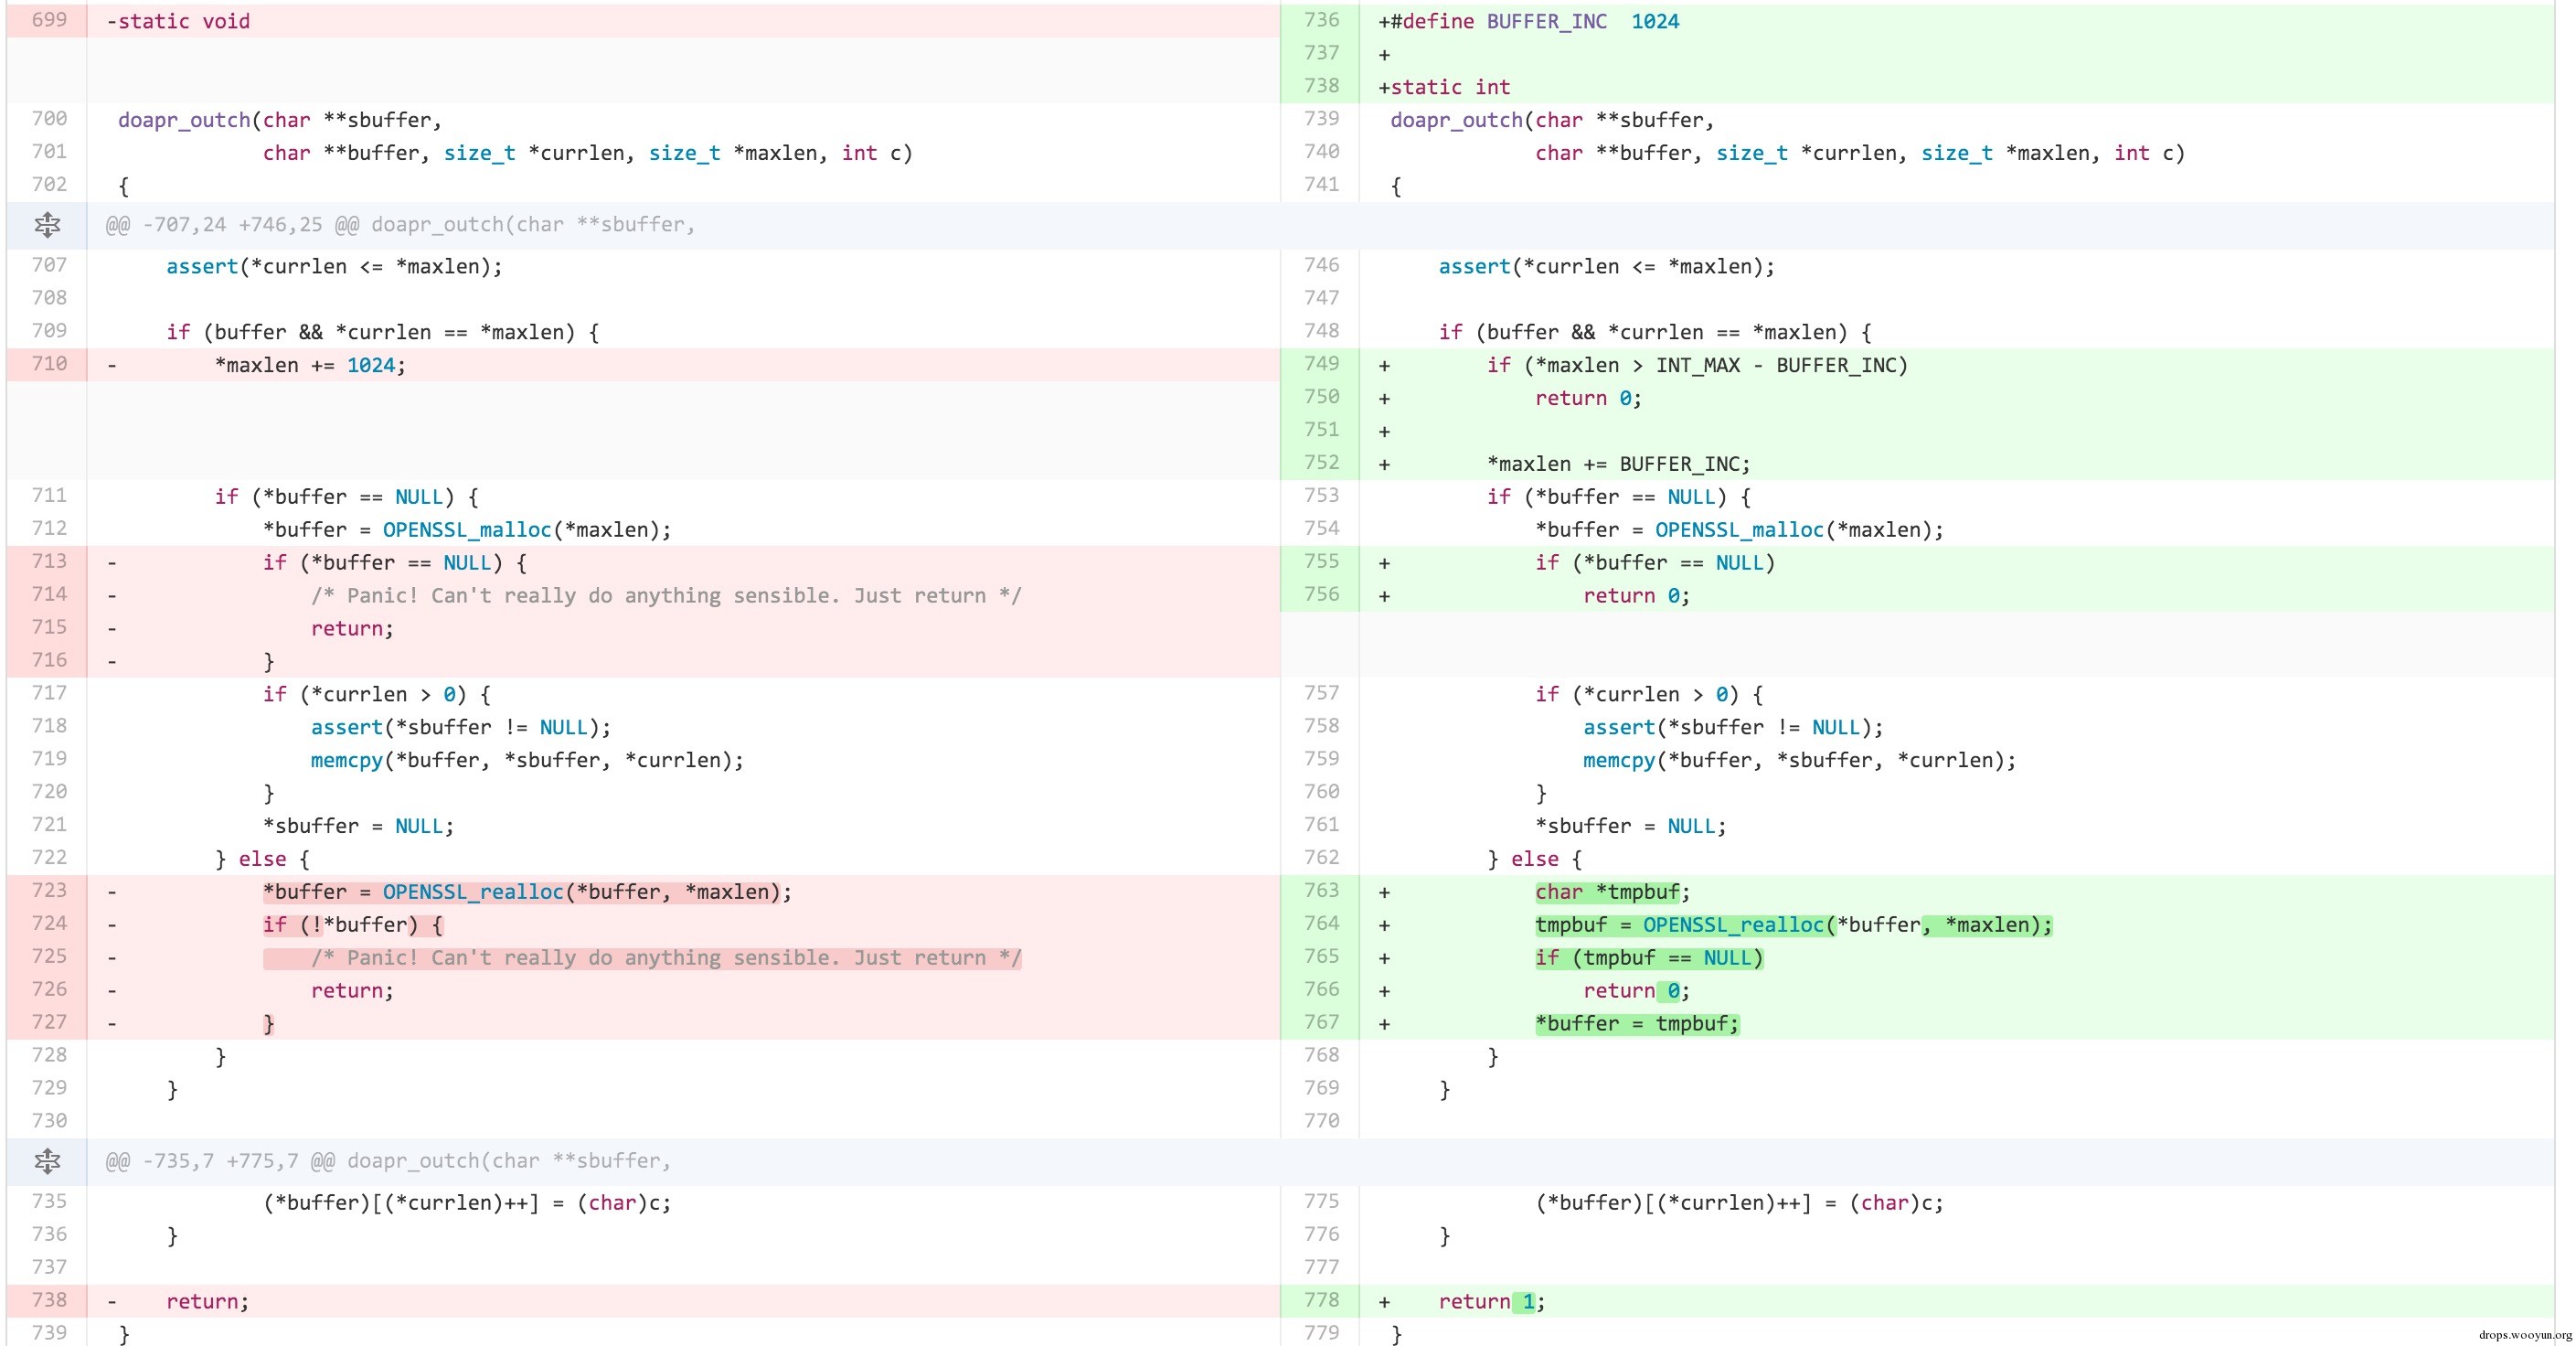 699 -static void
736 +#define BUFFER_INC  1024
737 +
738 +static int
700 doapr_outch(char **sbuffer,
739 doapr_outch(char **sbuffer,
701             char **buffer, size_t *currlen, size_t *maxlen, int c)
740             char **buffer, size_t *currlen, size_t *maxlen, int c)
702 {
741 {
@@ -707,24 +746,25 @@ doapr_outch(char **sbuffer,
707     assert(*currlen <= *maxlen);
746     assert(*currlen <= *maxlen);
708
747
709     if (buffer && *currlen == *maxlen) {
748     if (buffer && *currlen == *maxlen) {
710 -        *maxlen += 1024;
749 +        if (*maxlen > INT_MAX - BUFFER_INC)
750 +            return 0;
751 +
752 +        *maxlen += BUFFER_INC;
711         if (*buffer == NULL) {
753         if (*buffer == NULL) {
712             *buffer = OPENSSL_malloc(*maxlen);
754             *buffer = OPENSSL_malloc(*maxlen);
713 -            if (*buffer == NULL) {
755 +            if (*buffer == NULL)
714 -                /* Panic! Can't really do anything sensible. Just return */
756 +                return 0;
715 -                return;
716 -            }
717             if (*currlen > 0) {
757             if (*currlen > 0) {
718                 assert(*sbuffer != NULL);
758                 assert(*sbuffer != NULL);
719                 memcpy(*buffer, *sbuffer, *currlen);
759                 memcpy(*buffer, *sbuffer, *currlen);
720             }
760             }
721             *sbuffer = NULL;
761             *sbuffer = NULL;
722         } else {
762         } else {
723 -            *buffer = OPENSSL_realloc(*buffer, *maxlen);
763 +            char *tmpbuf;
724 -            if (!*buffer) {
764 +            tmpbuf = OPENSSL_realloc(*buffer, *maxlen);
725 -                /* Panic! Can't really do anything sensible. Just return */
765 +            if (tmpbuf == NULL)
726 -                return;
766 +                return 0;
727 -            }
767 +            *buffer = tmpbuf;
728         }
768         }
729     }
769     }
730
770
@@ -735,7 +775,7 @@ doapr_outch(char **sbuffer,
735             (*buffer)[(*currlen)++] = (char)c;
775             (*buffer)[(*currlen)++] = (char)c;
736     }
776     }
737
777
738 -    return;
778 +    return 1;
739 }
779 }
drops.wooyun.org